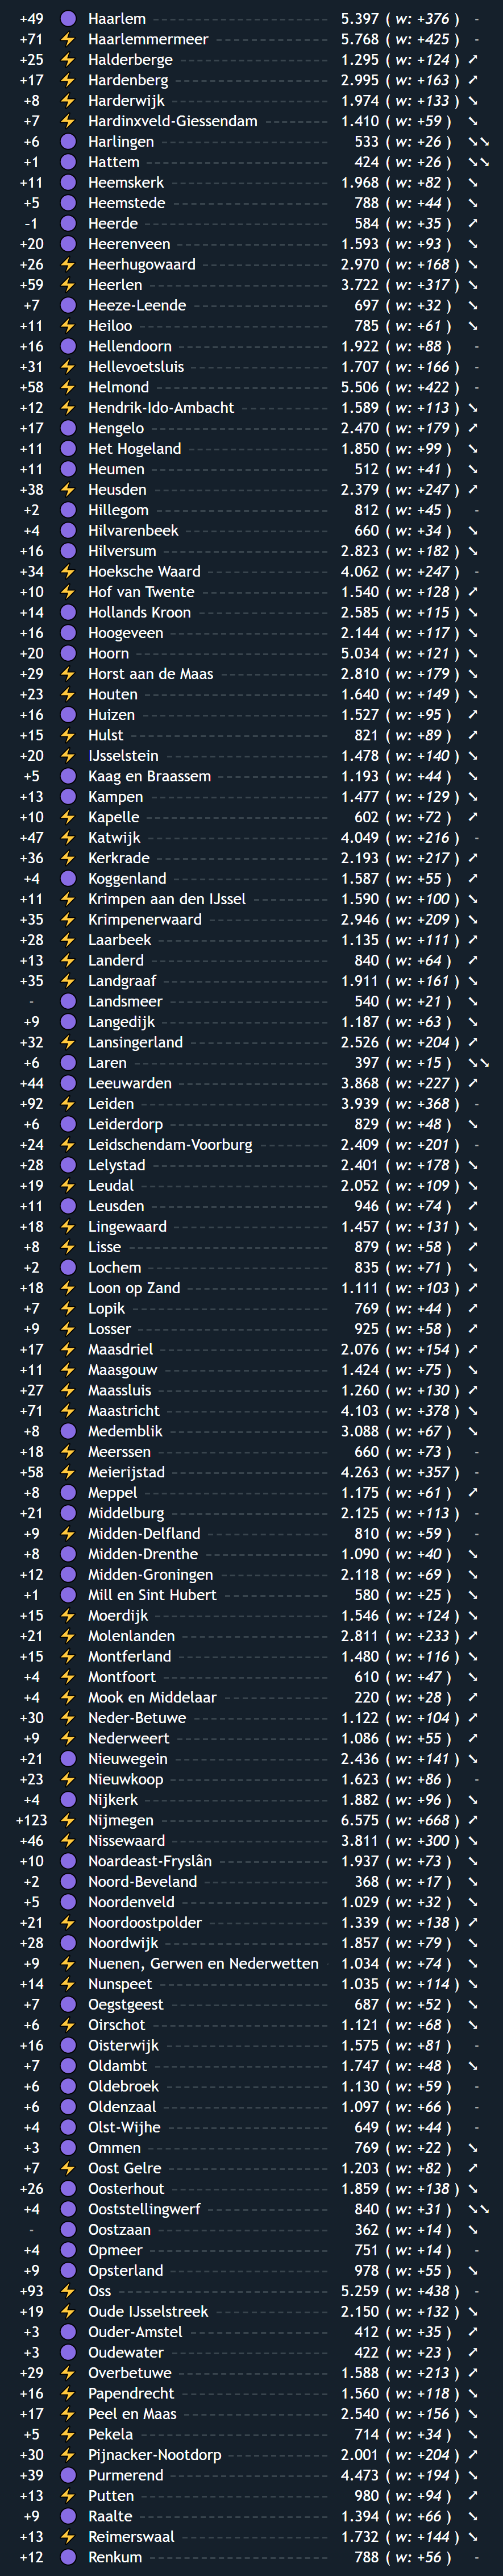 +49 Haarlem 5.397 ( w: +376 ) -
+71 ⚡ Haarlemmermeer 5.768 ( w: +425 ) -
+25 ⚡ Halderberge 1.295 ( w: +124 ) ↗
+17 ⚡ Hardenberg 2.995 ( w: +163 ) ↗
+8 ⚡ Harderwijk 1.974 ( w: +133 ) ↘
+7 ⚡ Hardinxveld-Giessendam 1.410 ( w: +59 ) ↘
+6 Harlingen 533 ( w: +26 ) ↘↘
+1 Hattem 424 ( w: +26 ) ↘↘
+11 Heemskerk 1.968 ( w: +82 ) ↘
+5 Heemstede 788 ( w: +44 ) ↘
-1 Heerde 584 ( w: +35 ) ↗
+20 Heerenveen 1.593 ( w: +93 ) ↘
+26 ⚡ Heerhugowaard 2.970 ( w: +168 ) ↘
+59 ⚡ Heerlen 3.722 ( w: +317 ) ↘
+7 Heeze-Leende 697 ( w: +32 ) ↘
+11 ⚡ Heiloo 785 ( w: +61 ) ↘
+16 Hellendoorn 1.922 ( w: +88 ) -
+31 ⚡ Hellevoetsluis 1.707 ( w: +166 ) -
+58 ⚡ Helmond 5.506 ( w: +422 ) -
+12 ⚡ Hendrik-Ido-Ambacht 1.589 ( w: +113 ) ↘
+17 Hengelo 2.470 ( w: +179 ) ↗
+11 Het Hogeland 1.850 ( w: +99 ) ↘
+11 Heumen 512 ( w: +41 ) ↘
+38 ⚡ Heusden 2.379 ( w: +247 ) ↗
+2 Hillegom 812 ( w: +45 ) -
+4 Hilvarenbeek 660 ( w: +34 ) ↘
+16 Hilversum 2.823 ( w: +182 ) ↘
+34 ⚡ Hoeksche Waard 4.062 ( w: +247 ) -
+10 ⚡ Hof van Twente 1.540 ( w: +128 ) ↗
+14 Hollands Kroon 2.585 ( w: +115 ) ↘
+16 Hoogeveen 2.144 ( w: +117 ) ↘
+20 Hoorn 5.034 ( w: +121 ) ↘
+29 ⚡ Horst aan de Maas 2.810 ( w: +179 ) ↘
+23 ⚡ Houten 1.640 ( w: +149 ) ↘
+16 Huizen 1.527 ( w: +95 ) ↗
+15 ⚡ Hulst 821 ( w: +89 ) ↗
+20 ⚡ IJsselstein 1.478 ( w: +140 ) ↘
+5 Kaag en Braassem 1.193 ( w: +44 ) ↘
+13 Kampen 1.477 ( w: +129 ) ↘
+10 ⚡ Kapelle 602 ( w: +72 ) ↗
+47 ⚡ Katwijk 4.049 ( w: +216 ) -
+36 ⚡ Kerkrade 2.193 ( w: +217 ) ↗
+4 Koggenland 1.587 ( w: +55 ) ↗
+11 ⚡ Krimpen aan den IJssel 1.590 ( w: +100 ) ↘
+35 ⚡ Krimpenerwaard 2.946 ( w: +209 ) ↘
+28 ⚡ Laarbeek 1.135 ( w: +111 ) ↗
+13 ⚡ Landerd 840 ( w: +64 ) ↗
+35 ⚡ Landgraaf 1.911 ( w: +161 ) ↘
- Landsmeer 540 ( w: +21 ) ↘
+9 Langedijk 1.187 ( w: +63 ) ↘
+32 ⚡ Lansingerland 2.526 ( w: +204 ) ↗
+6 Laren 397 ( w: +15 ) ↘↘
+44 Leeuwarden 3.868 ( w: +227 ) ↗
+92 ⚡ Leiden 3.939 ( w: +368 ) -
+6 Leiderdorp 829 ( w: +48 ) ↘
+24 ⚡ Leidschendam-Voorburg 2.409 ( w: +201 ) -
+28 Lelystad 2.401 ( w: +178 ) ↘
+19 ⚡ Leudal 2.052 ( w: +109 ) ↘
+11 Leusden 946 ( w: +74 ) ↗
+18 ⚡ Lingewaard 1.457 ( w: +131 ) ↘
+8 ⚡ Lisse 879 ( w: +58 ) ↗
+2 Lochem 835 ( w: +71 ) ↘
+18 ⚡ Loon op Zand 1.111 ( w: +103 ) ↗
+7 ⚡ Lopik 769 ( w: +44 ) ↗
+9 ⚡ Losser 925 ( w: +58 ) ↗
+17 ⚡ Maasdriel 2.076 ( w: +154 ) ↗
+11 ⚡ Maasgouw 1.424 ( w: +75 ) ↘
+27 ⚡ Maassluis 1.260 ( w: +130 ) ↗
+71 ⚡ Maastricht 4.103 ( w: +378 ) ↘
+8 Medemblik 3.088 ( w: +67 ) ↘
+18 ⚡ Meerssen 660 ( w: +73 ) -
+58 ⚡ Meierijstad 4.263 ( w: +357 ) -
+8 Meppel 1.175 ( w: +61 ) ↗
+21 Middelburg 2.125 ( w: +113 ) -
+9 ⚡ Midden-Delfland 810 ( w: +59 ) -
+8 Midden-Drenthe 1.090 ( w: +40 ) ↘
+12 Midden-Groningen 2.118 ( w: +69 ) ↘
+1 Mill en Sint Hubert 580 ( w: +25 ) ↘
+15 ⚡ Moerdijk 1.546 ( w: +124 ) ↘
+21 ⚡ Molenlanden 2.811 ( w: +233 ) ↗
+15 ⚡ Montferland 1.480 ( w: +116 ) ↘
+4 ⚡ Montfoort 610 ( w: +47 ) ↘
+4 ⚡ Mook en Middelaar 220 ( w: +28 ) ↗
+30 ⚡ Neder-Betuwe 1.122 ( w: +104 ) ↗
+9 ⚡ Nederweert 1.086 ( w: +55 ) ↗
+21 Nieuwegein 2.436 ( w: +141 ) ↘
+23 ⚡ Nieuwkoop 1.623 ( w: +86 ) -
+4 Nijkerk 1.882 ( w: +96 ) ↘
+123 ⚡ Nijmegen 6.575 ( w: +668 ) ↗
+46 ⚡ Nissewaard 3.811 ( w: +300 ) ↘
+10 Noardeast-Fryslân 1.937 ( w: +73 ) ↘
+2 Noord-Beveland 368 ( w: +17 ) ↘
+5 Noordenveld 1.029 ( w: +32 ) ↘
+21 ⚡ Noordoostpolder 1.339 ( w: +138 ) ↗
+28 Noordwijk 1.857 ( w: +79 ) ↘
+9 ⚡ Nuenen, Gerwen en Nederwetten 1.034 ( w: +74 ) ↘
+14 ⚡ Nunspeet 1.035 ( w: +114 ) ↘
+7 Oegstgeest 687 ( w: +52 ) ↘
+6 ⚡ Oirschot 1.121 ( w: +68 ) ↘
+16 Oisterwijk 1.575 ( w: +81 ) -
+7 Oldambt 1.747 ( w: +48 ) ↘
+6 Oldebroek 1.130 ( w: +59 ) -
+6 Oldenzaal 1.097 ( w: +66 ) -
+4 Olst-Wijhe 649 ( w: +44 ) -
+3 Ommen 769 ( w: +22 ) ↘
+7 ⚡ Oost Gelre 1.203 ( w: +82 ) ↗
+26 Oosterhout 1.859 ( w: +138 ) ↘
+4 Ooststellingwerf 840 ( w: +31 ) ↘↘
- Oostzaan 362 ( w: +14 ) ↘
+4 Opmeer 751 ( w: +14 ) -
+9 Opsterland 978 ( w: +55 ) ↘
+93 ⚡ Oss 5.259 ( w: +438 ) -
+19 ⚡ Oude IJsselstreek 2.150 ( w: +132 ) ↘
+3 Ouder-Amstel 412 ( w: +35 ) ↗
+3 Oudewater 422 ( w: +23 ) ↗
+29 ⚡ Overbetuwe 1.588 ( w: +213 ) ↗
+16 ⚡ Papendrecht 1.560 ( w: +118 ) ↘
+17 ⚡ Peel en Maas 2.540 ( w: +156 ) ↘
+5 ⚡ Pekela 714 ( w: +34 ) ↘
+30 ⚡ Pijnacker-Nootdorp 2.001 ( w: +204 ) ↗
+39 Purmerend 4.473 ( w: +194 ) ↘
+13 ⚡ Putten 980 ( w: +94 ) ↗
+9 Raalte 1.394 ( w: +66 ) ↘
+13 ⚡ Reimerswaal 1.732 ( w: +144 ) ↘
+12 Renkum 788 ( w: +56 ) -